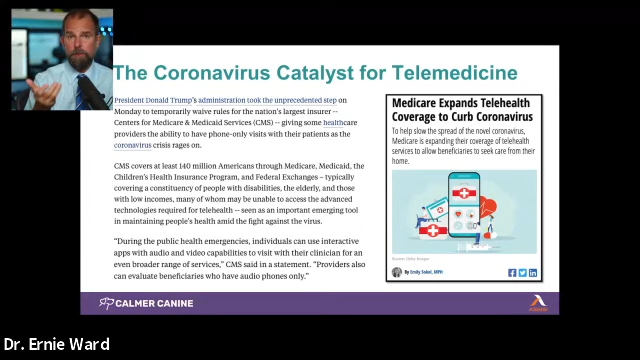 The Coronavirus Catalyst for Telemedicine
President Donald Trump's administration took the unprecedented step on
Monday to temporarily waive rules for the nation's largest insurer --
Centers for Medicare & Medicaid Services (CMS) -- giving some healthcare
providers the ability to have phone-only visits with their patients as the
coronavirus crisis rages on.
CMS covers at least 140 million Americans through Medicare, Medicaid, the
Children's Health Insurance Program, and Federal Exchanges – typically
covering a constituency of people with disabilities, the elderly, and those
with low incomes, many of whom may be unable to access the advanced
technologies required for telehealth -- seen as an important emerging tool
in maintaining people's health amid the fight against the virus.
"During the public health emergencies, individuals can use interactive
apps with audio and video capabilities to visit with their clinician for an
even broader range of services," CMS said in a statement. "Providers also
can evaluate beneficiaries who have audio phones only."
Medicare Expands Telehealth
Coverage to Curb Coronavirus
To help slow the spread of the novel coronavirus,
Medicare is expanding their coverage of telehealth
services to allow beneficiaries to seek care from their
home.
Source: Getty Images
By Emily Sokol, MPH
CALMER CANINE
Dr. Ernie Ward